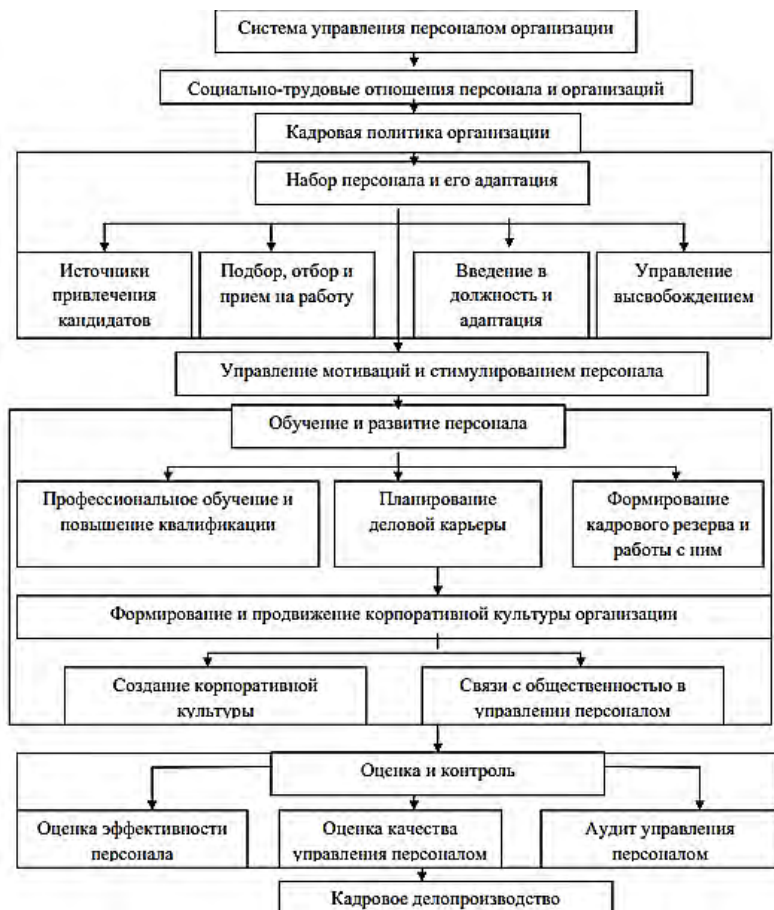 Система управления персоналом организации
Социально-трудовые отношения персонала и организаций
Кадровая политика организации
Набор персонала и его адаптация
Источники
привлечения
кандидатов
Подбор, отбор и
прием на работу
Введение в
должность и
адаптация
Управление
высвобождением
Управление мотиваций и стимулированием персонала
Обучение и развитие персонала
Профессиональное обучение и
повышение квалификации
Планирование
деловой карьеры
Формирование
кадрового резерва и
работы с ним
Формирование и продвижение корпоративной культуры организации
Создание корпоративной
культуры
Связи с общественностью в
управлении персоналом
Оценка и контроль
Оценка эффективности
персонала
Оценка качества
управления персоналом
Аудит управления
персоналом
Кадровое делопроизводство